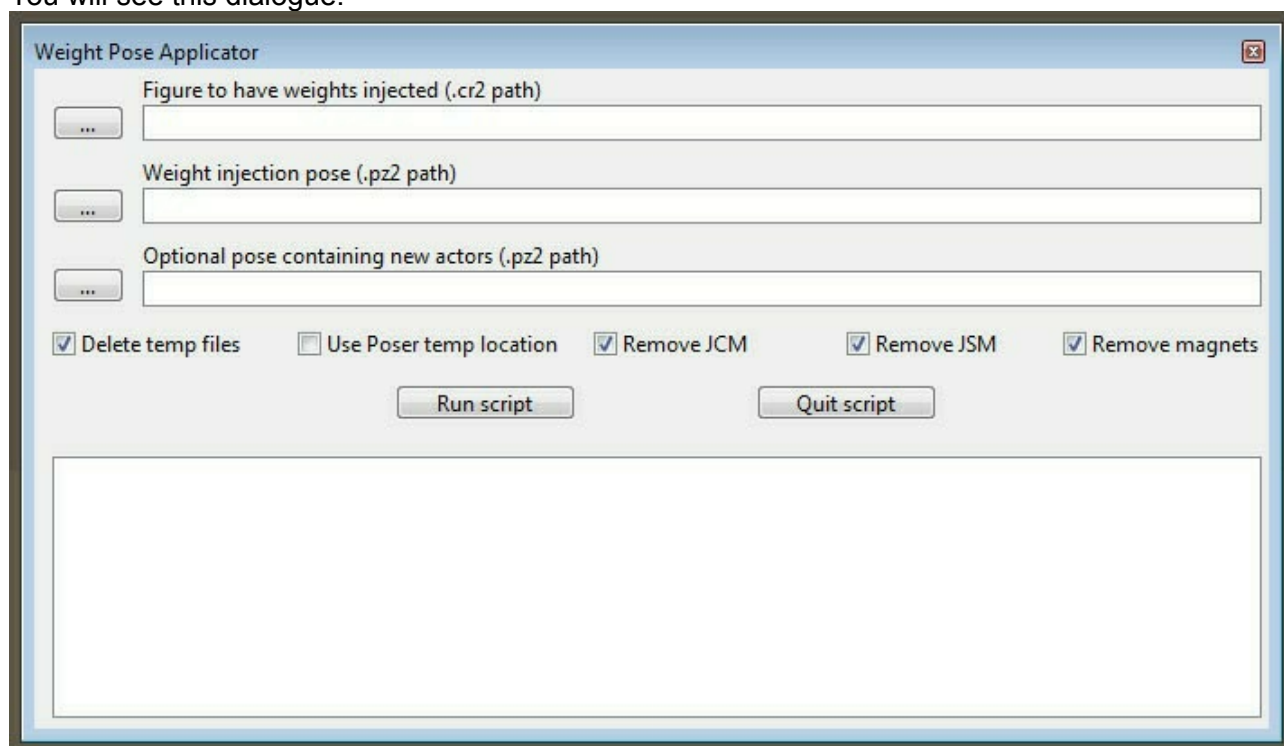 You will see this dialogue:
Weight Pose Applicator
Figure to have weights injected (.cr2 path)
...
Weight injection pose (.pz2 path)
...
Optional pose containing new actors (.pz2 path)
...
Delete temp files Use Poser temp location Remove JCM Remove JSM Remove magnets
Run script Quit script